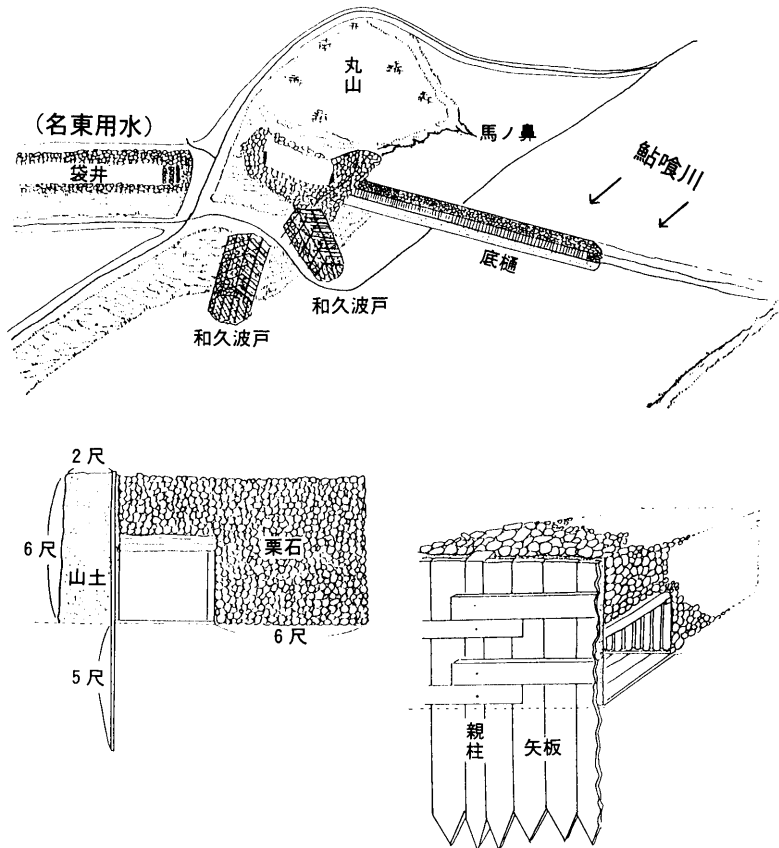 丸山
馬ノ鼻
(名東用水)
袋井
鮎喰川
底樋
和久波戸
和久波戸
2尺
6尺
山土
栗石
6尺
5尺
親柱
矢板